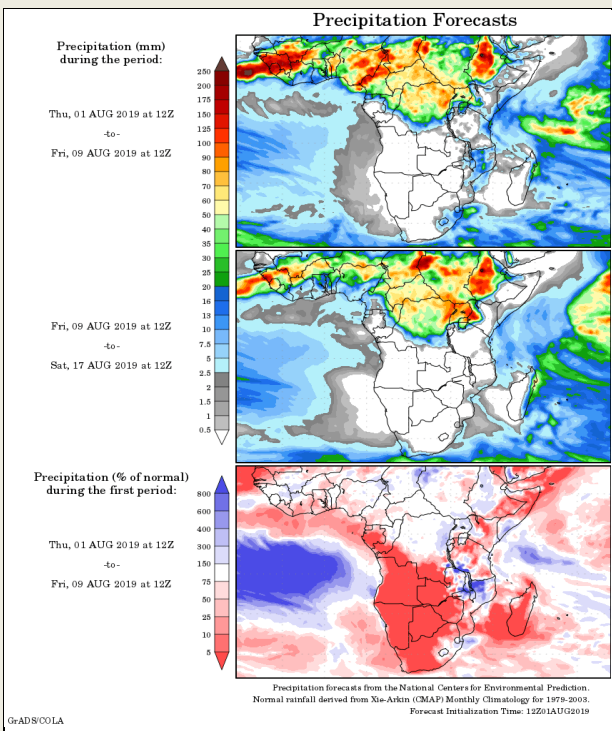 Precipitation Forecasts
Precipitation (mm)
during the period:
Thu, 01 AUG 2019 at 12Z
-to-
Fri, 09 AUG 2019 at 12Z
250
200
175
150
125
100
90
80
70
60
50
40
35
30
25
20
16
13
10
7.5
5
2.5
2
1.5
1
0.5
Fri, 09 AUG 2019 at 12Z
-to-
Sat, 17 AUG 2019 at 12Z
Precipitation (% of normal)
during the first period:
Thu, 01 AUG 2019 at 12Z
-to-
Fri, 09 AUG 2019 at 12Z
800
600
400
300
150
75
50
25
10
5
Precipitation forecasts from the National Centers for Environmental Prediction.
Normal rainfall derived from Xie-Arkin (CMAP) Monthly Climatology for 1979-2003.
Forecast Initialization Time: 12Z01AUG2019
GrADS/COLA